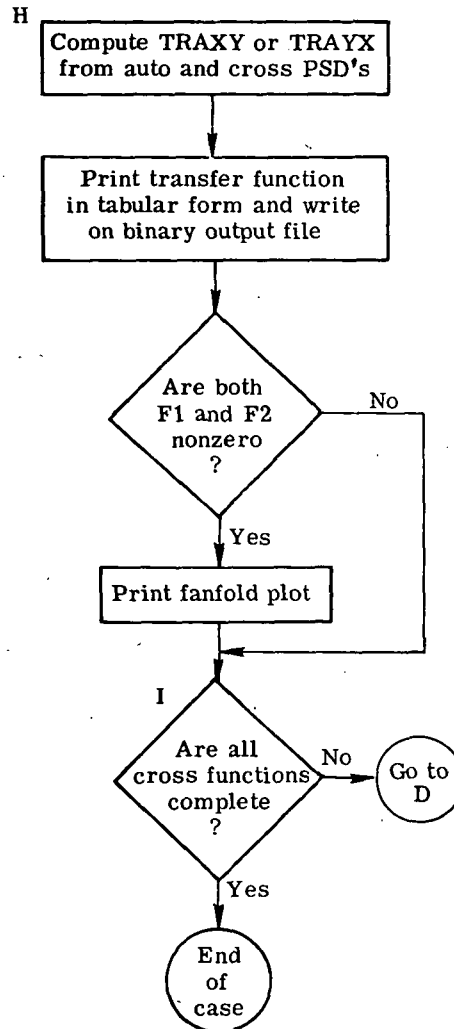 H
Compute TRAXY or TRAYX
from auto and cross PSD's
Print transfer function
in tabular form and write
on binary output file
Are both
F1 and F2
nonzero
?
No
Yes
Print fanfold plot
I
Are all
cross functions
complete
?
No
Go to
D
Yes
End
of
case